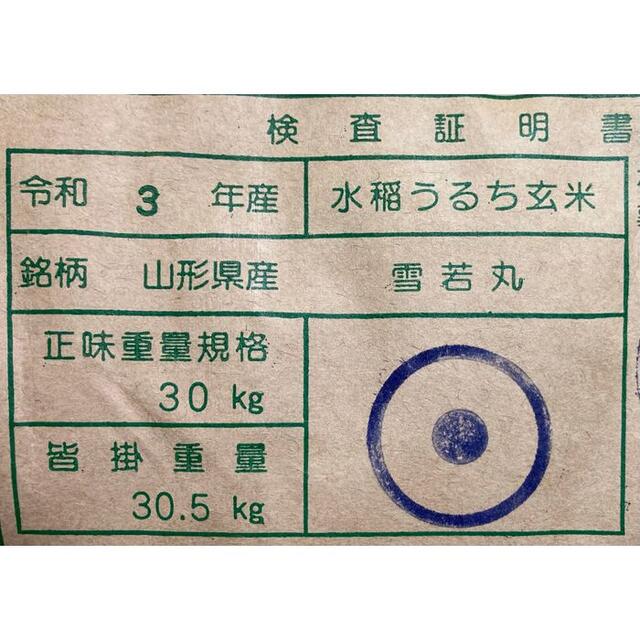 検査証明書
令和 3 年産 水稲うるち玄米
銘柄 山形県産 雪若丸
正味重量規格
30 kg
皆掛重量
30.5 kg